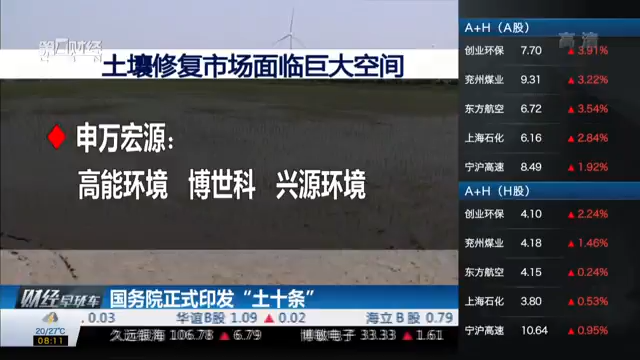 第一财经
高清
土壤修复市场面临巨大空间
申万宏源：
高能环境 博世科 兴源环境
A+H（A股）
创业环保 7.70 ▲3.91%
兖州煤业 9.31 ▲3.22%
东方航空 6.72 ▲3.54%
上海石化 6.16 ▲2.84%
宁沪高速 8.49 ▲1.92%
A+H（H股）
创业环保 4.10 ▲2.24%
兖州煤业 4.18 ▲1.46%
东方航空 4.15 ▲0.24%
上海石化 3.80 ▲0.53%
宁沪高速 10.64 ▲0.95%
财经早班车
国务院正式印发“土十条”
20/27℃
08:11
0.03 华谊B股 1.09 ▲0.02 海立B股 0.79
久远银海 106.78 ▲6.79 博敏电子 33.33 ▲1.61